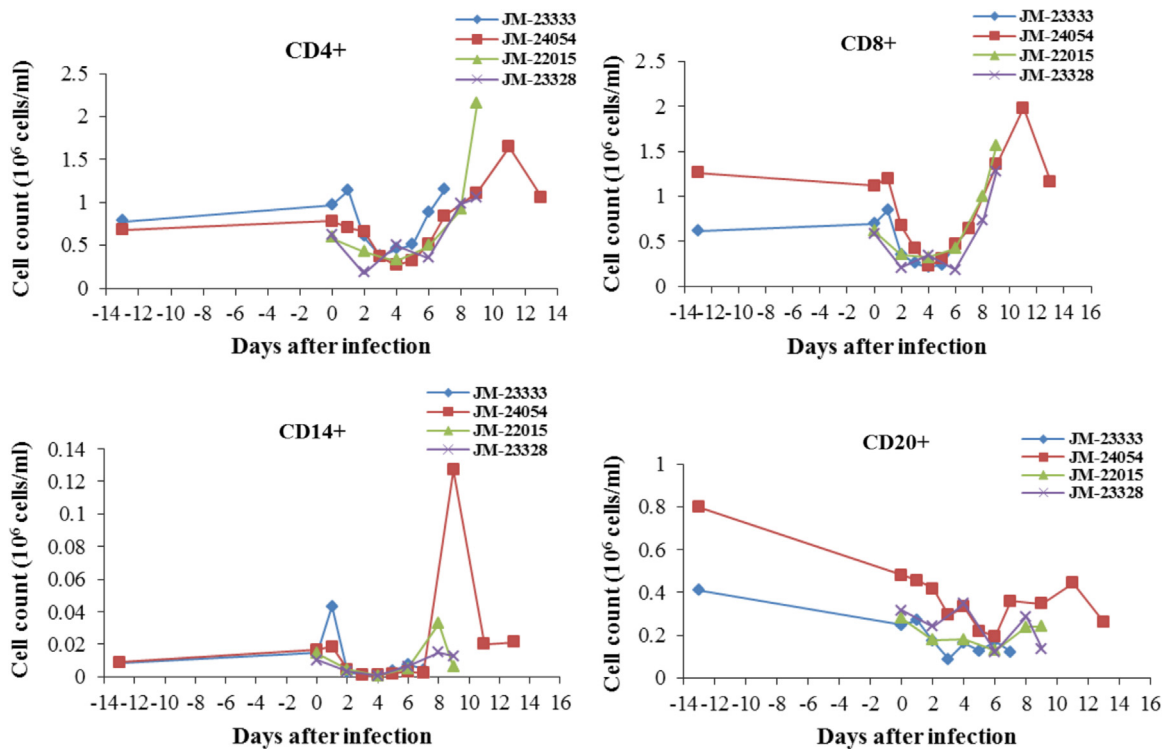 CD4+
JM-23333
JM-24054
JM-22015
JM-23328
Cell count (10⁶ cells/ml)
2.5
2
1.5
1
0.5
0
-14 -12 -10 -8 -6 -4 -2 0 2 4 6 8 10 12 14
Days after infection
CD8+
JM-23333
JM-24054
JM-22015
JM-23328
Cell count (10⁶ cells/ml)
2.5
2
1.5
1
0.5
0
-14 -12 -10 -8 -6 -4 -2 0 2 4 6 8 10 12 14 16
Days after infection
CD14+
JM-23333
JM-24054
JM-22015
JM-23328
Cell count (10⁶ cells/ml)
0.14
0.12
0.1
0.08
0.06
0.04
0.02
0
-14 -12 -10 -8 -6 -4 -2 0 2 4 6 8 10 12 14
Days after infection
CD20+
JM-23333
JM-24054
JM-22015
JM-23328
Cell count (10⁶ cells/ml)
1
0.8
0.6
0.4
0.2
0
-14 -12 -10 -8 -6 -4 -2 0 2 4 6 8 10 12 14 16
Days after infection